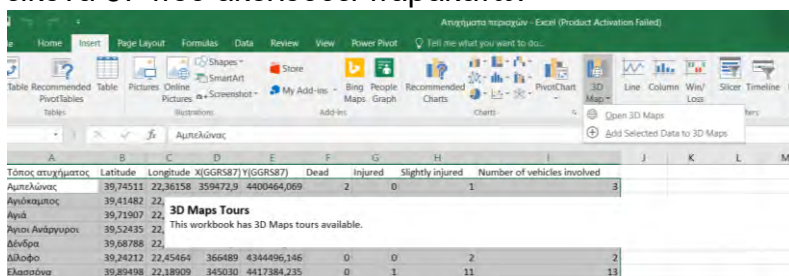 Ατυχήματα περιοχών - Excel (Product Activation Failed)
Home Insert Page Layout Formulas Data Review View Power Pivot Tell me what you want to do...
Table Recommended PivotTables Table Pictures Online Pictures Shapes SmartArt Screenshot Store My Add-ins Bing Maps People Graph Recommended Charts PivotChart 3D Map Line Column Win/Loss Slicer Timeline
Tables Illustrations Add-ins Charts
Open 3D Maps
Add Selected Data to 3D Maps
fx Αμπελώνας
A B C D E F G H I J K L M
Τόπος ατυχήματος Latitude Longitude X(GGRS87) Y(GGRS87) Dead Injured Slightly injured Number of vehicles involved
Αμπελώνας 39,74511 22,36158 359472,9 4400464,069 2 0 1 3
Αγιόκαμπος 39,41482 22,
Αγιά 39,71907 22,
Άγιοι Ανάργυροι 39,52435 22,
Δένδρα 39,68788 22,
3D Maps Tours
This workbook has 3D Maps tours available.
Δίλοφο 39,24212 22,45464 366489 4344496,146 0 0 2 2
Ελασσόνα 39,89498 22,18909 345030 4417384,235 0 1 11 13